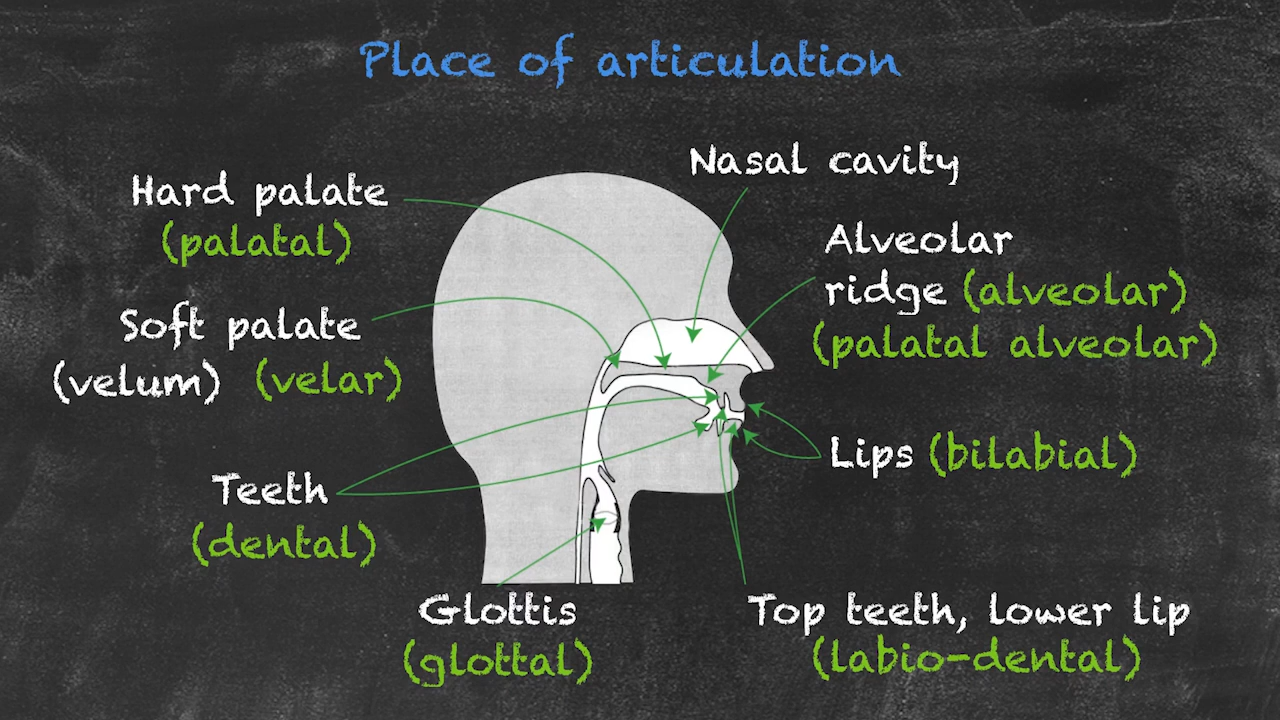 Place of articulation
Nasal cavity
Hard palate
(palatal)
Alveolar
ridge (alveolar)
(palatal alveolar)
Soft palate
(velum) (velar)
Lips (bilabial)
Teeth
(dental)
Glottis
(glottal)
Top teeth, lower lip
(labio-dental)